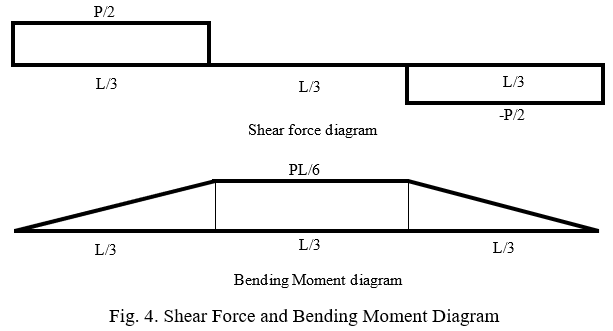 P/2
L/3
L/3
L/3
-P/2
Shear force diagram
PL/6
L/3
L/3
L/3
Bending Moment diagram
Fig. 4. Shear Force and Bending Moment Diagram